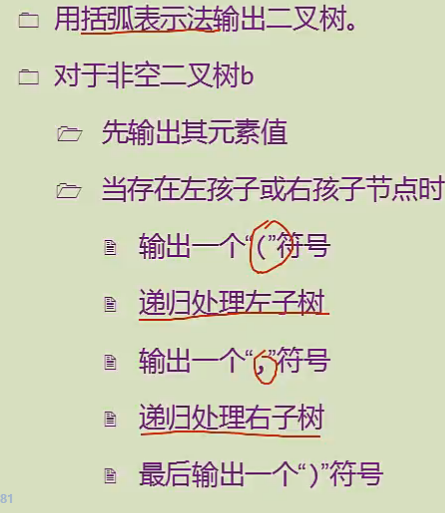 用括弧表示法输出二叉树。
对于非空二叉树b
先输出其元素值
当存在左孩子或右孩子节点时
输出一个“(”符号
递归处理左子树
输出一个“,”符号
递归处理右子树
最后输出一个“)”符号
81